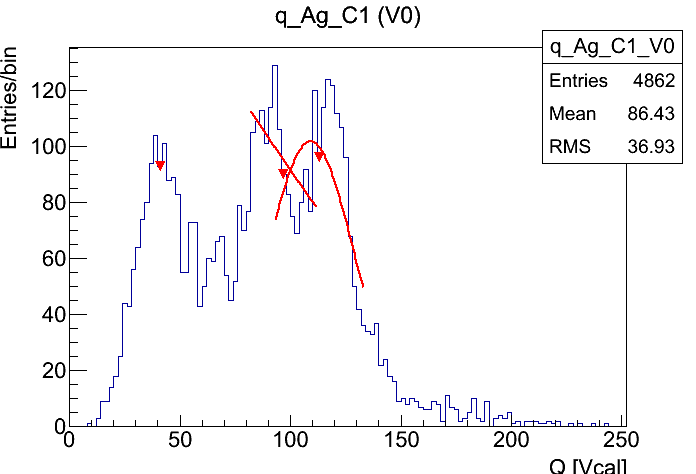 q_Ag_C1 (V0)
q_Ag_C1_V0
Entries 4862
Mean 86.43
RMS 36.93
Entries/bin
120
100
80
60
40
20
0
0 50 100 150 200 250
Q [Vcal]